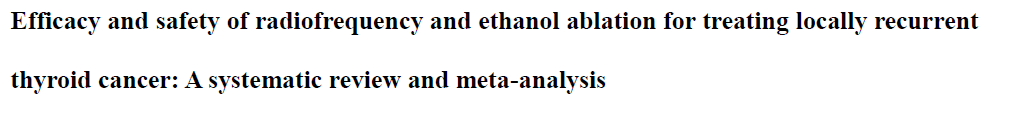 Efficacy and safety of radiofrequency and ethanol ablation for treating locally recurrent
thyroid cancer: A systematic review and meta-analysis